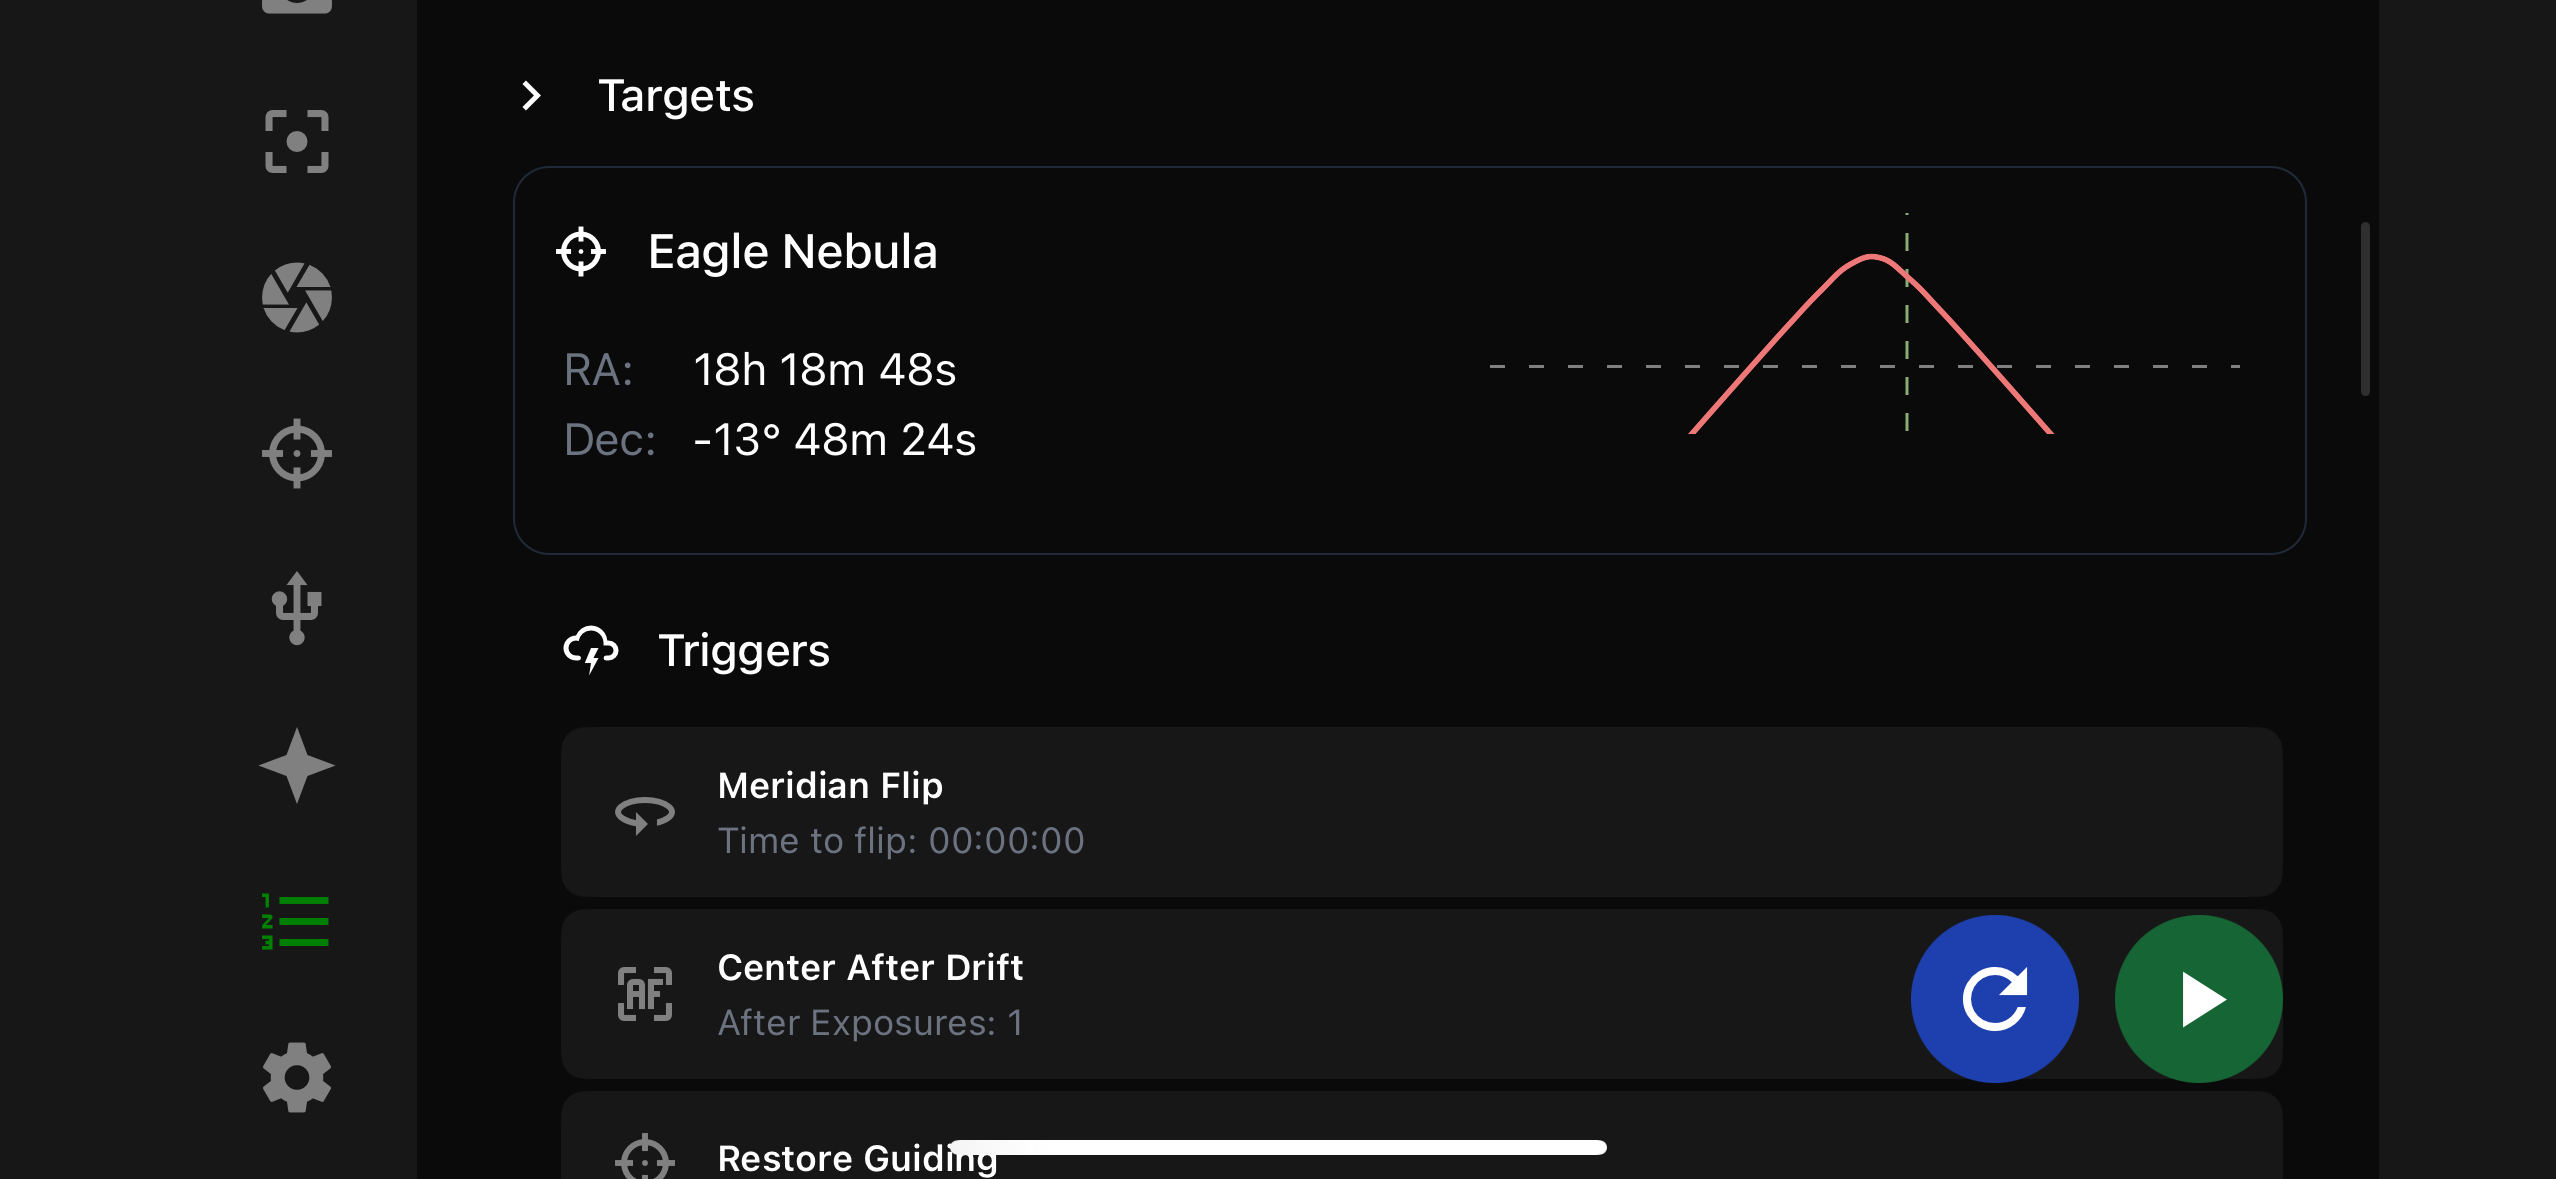 Targets
Eagle Nebula
RA: 18h 18m 48s
Dec: -13° 48m 24s
Triggers
Meridian Flip
Time to flip: 00:00:00
Center After Drift
After Exposures: 1
Restore Guiding